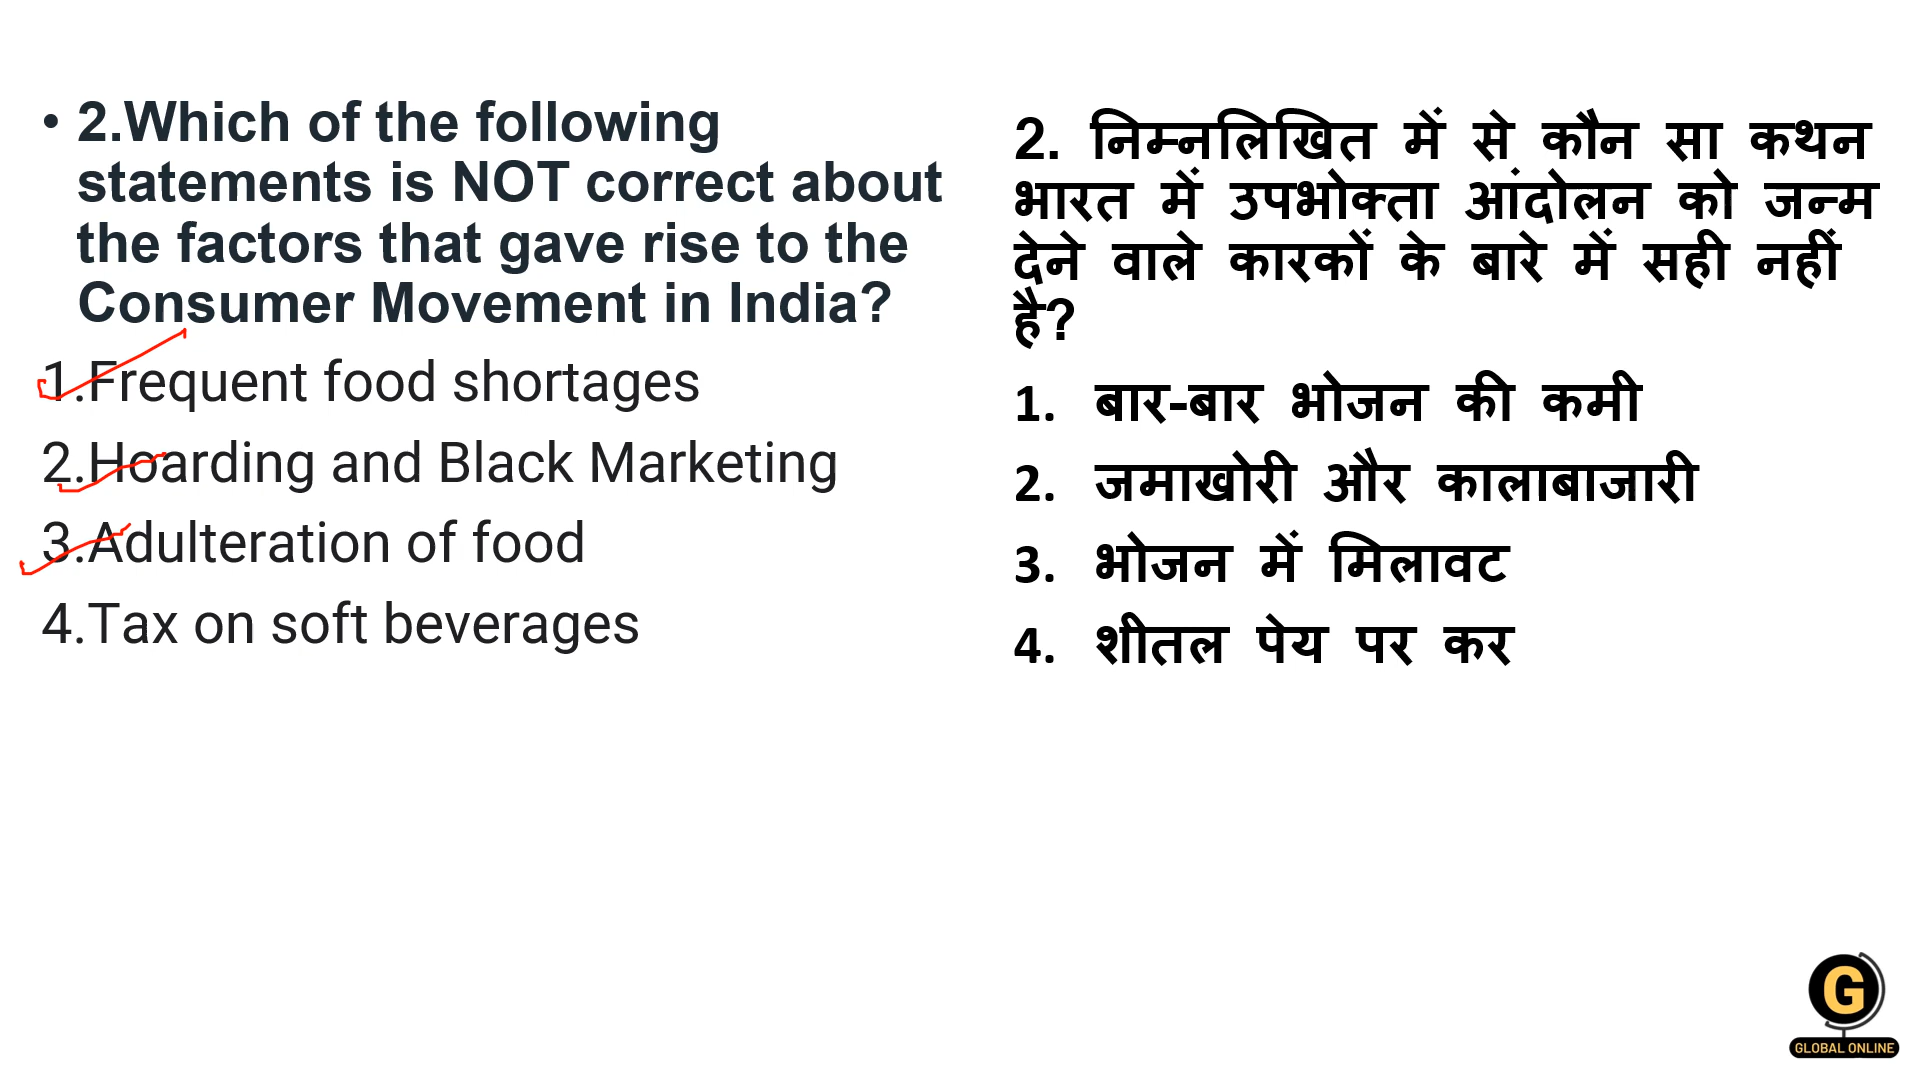 • 2.Which of the following
statements is NOT correct about
the factors that gave rise to the
Consumer Movement in India?
1.Frequent food shortages
2.Hoarding and Black Marketing
3.Adulteration of food
4.Tax on soft beverages
2. निम्नलिखित में से कौन सा कथन
भारत में उपभोक्ता आंदोलन को जन्म
देने वाले कारकों के बारे में सही नहीं
है?
1. बार-बार भोजन की कमी
2. जमाखोरी और कालाबाजारी
3. भोजन में मिलावट
4. शीतल पेय पर कर
G
GLOBAL ONLINE